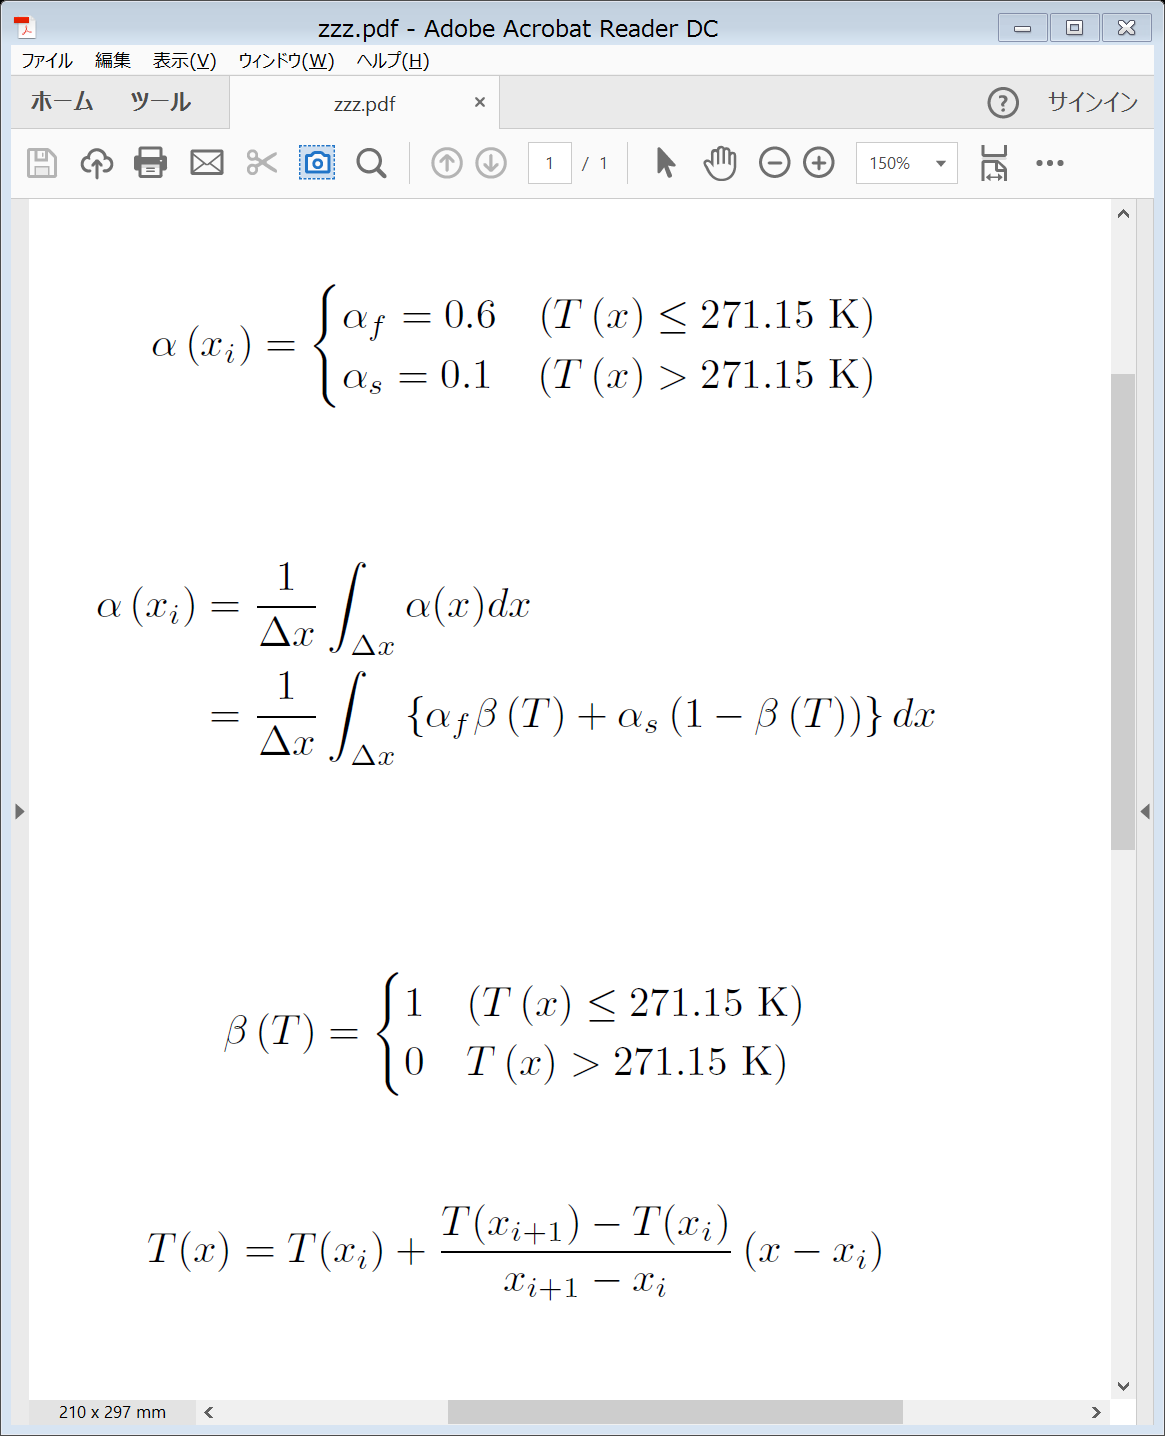 zzz.pdf - Adobe Acrobat Reader DC
ファイル 編集 表示(V) ウィンドウ(W) ヘルプ(H)
ホーム ツール zzz.pdf × ? サインイン
1 / 1 150%
α (x_i) = { α_f = 0.6 (T (x) ≤ 271.15 K)
α_s = 0.1 (T (x) > 271.15 K)
α (x_i) = 1/Δx ∫_Δx α(x)dx
= 1/Δx ∫_Δx {α_f β (T) + α_s (1 − β (T))} dx
β (T) = { 1 (T (x) ≤ 271.15 K)
0 T (x) > 271.15 K)
T(x) = T(x_i) + (T(x_{i+1}) − T(x_i))/(x_{i+1} − x_i) (x − x_i)
210 x 297 mm